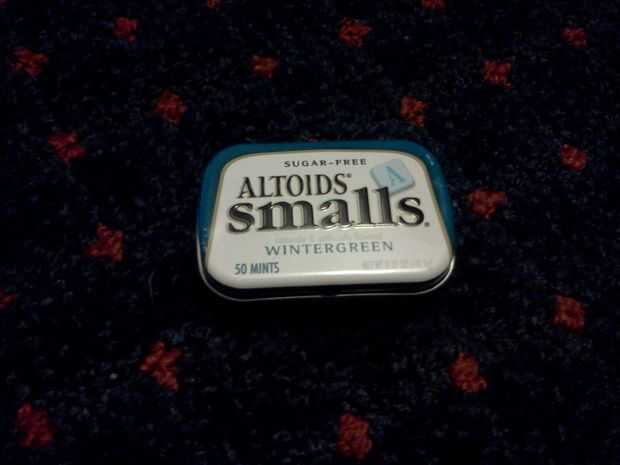 SUGAR-FREE
A
ALTOIDS®
smalls.
WINTERGREEN
50 MINTS